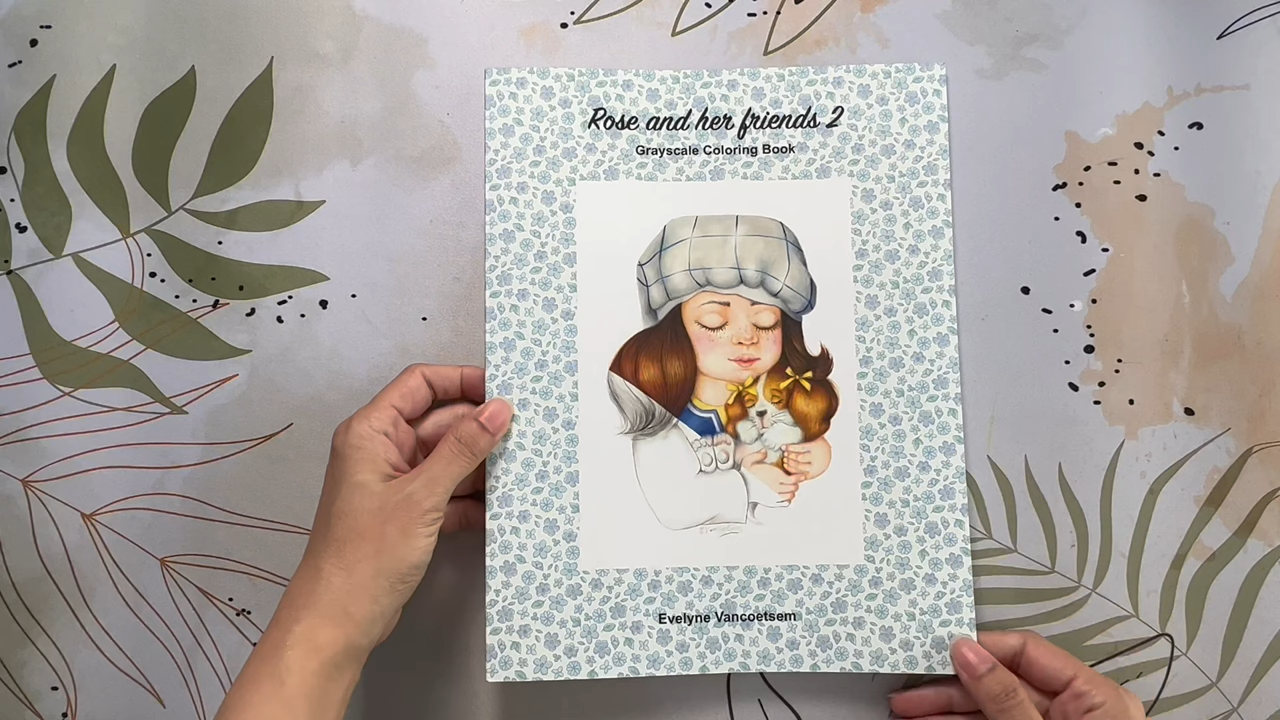 Rose and her friends 2
Grayscale Coloring Book
Evelyne Vancoetsem